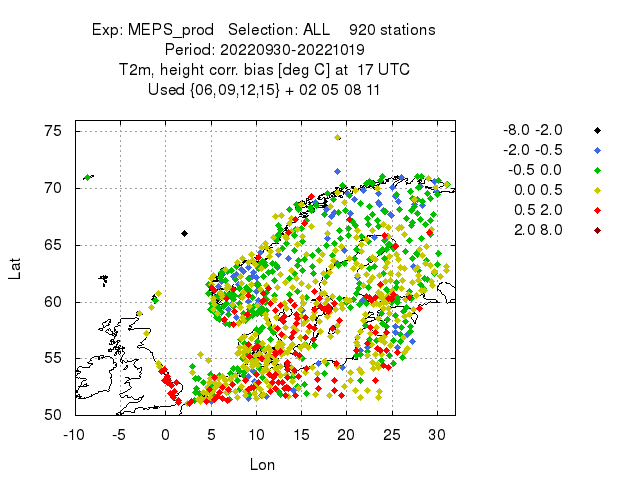 Exp: MEPS_prod Selection: ALL 920 stations
Period: 20220930-20221019
T2m, height corr. bias [deg C] at 17 UTC
Used {06,09,12,15} + 02 05 08 11
-8.0 -2.0
-2.0 -0.5
-0.5 0.0
0.0 0.5
0.5 2.0
2.0 8.0
75
70
65
60
55
50
Lat
-10 -5 0 5 10 15 20 25 30
Lon